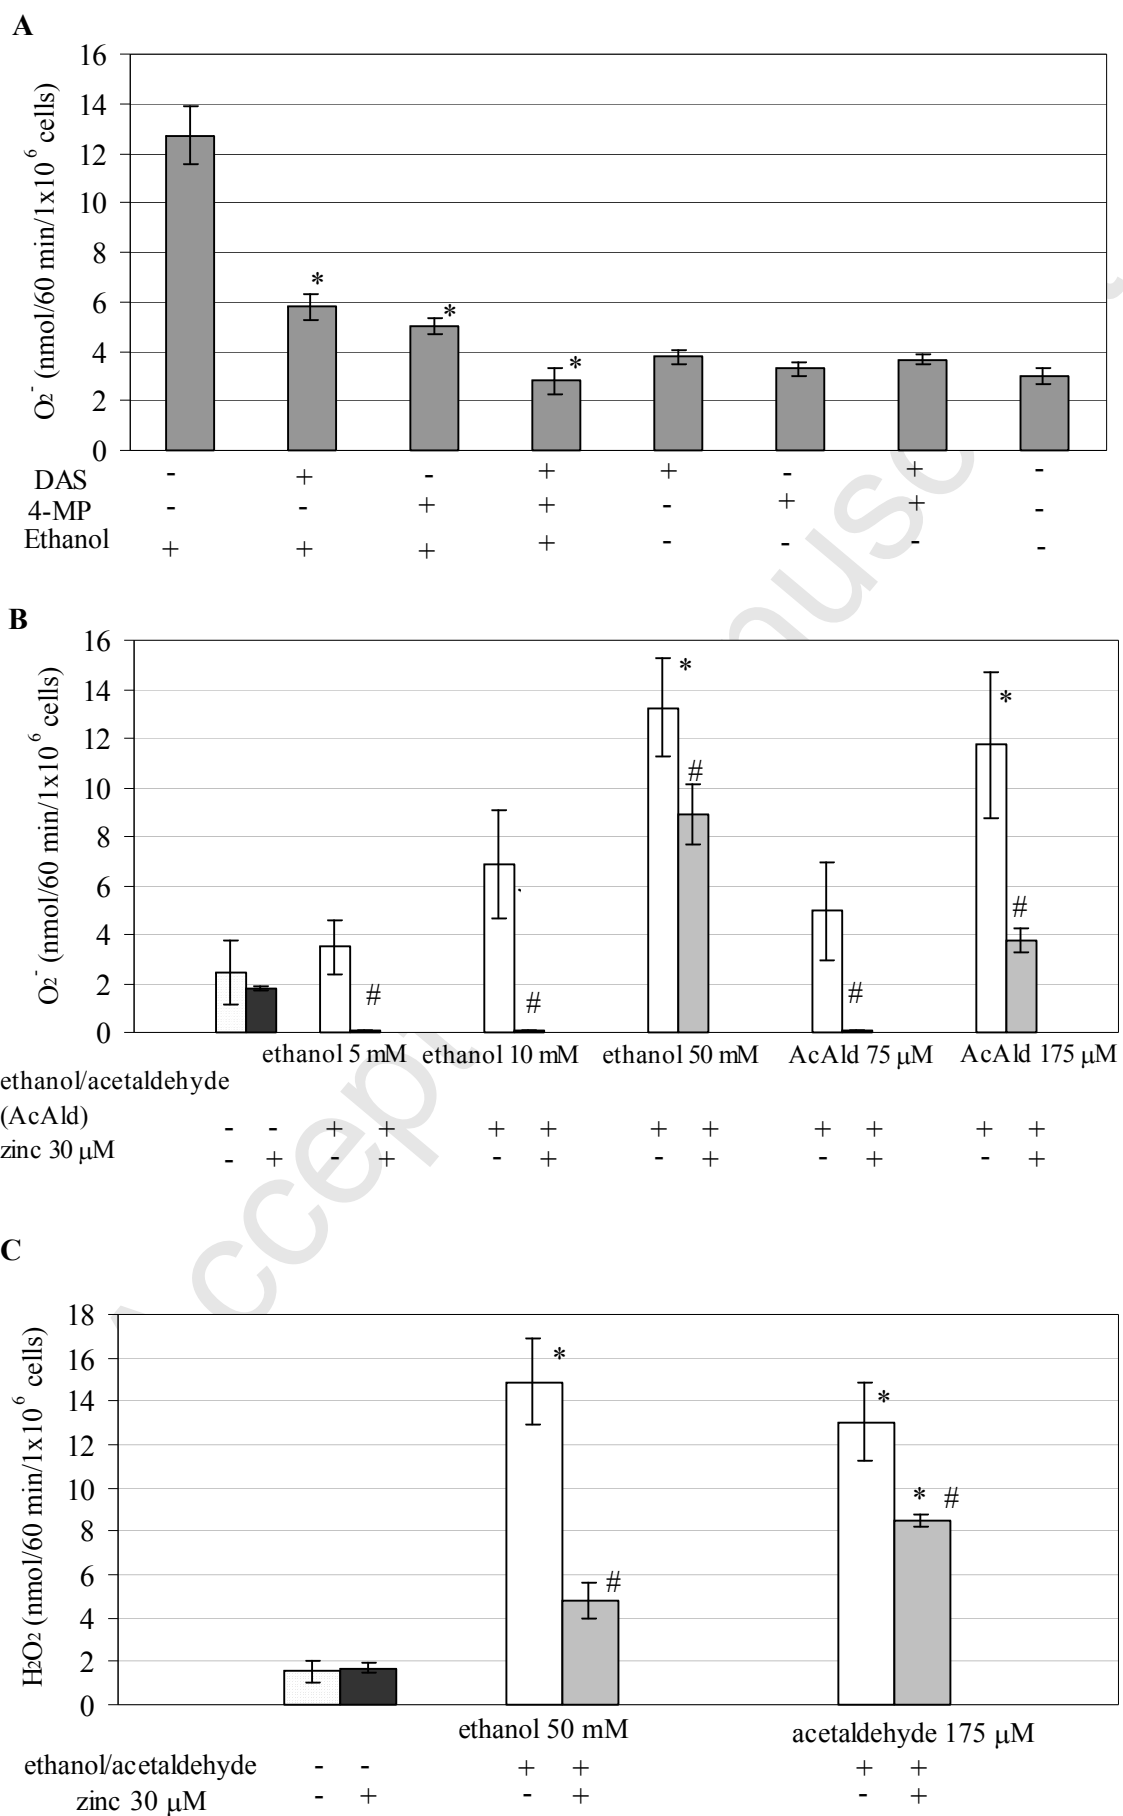 A
16
14
12
10
8
6
4
2
0
O2- (nmol/60 min/1x10 6 cells)
*
*
*
DAS - + - + + - + -
4-MP - - + + - + + -
Ethanol + + + + - - - -
B
16
14
12
10
8
6
4
2
0
O2- (nmol/60 min/1x10 6 cells)
# # * # # * #
ethanol 5 mM ethanol 10 mM ethanol 50 mM AcAld 75 µM AcAld 175 µM
ethanol/acetaldehyde
(AcAld) - - + + + + + + + + + +
zinc 30 µM - + - + - + - + - + - +
C
18
16
14
12
10
8
6
4
2
0
H2O2 (nmol/60 min/1x10 6 cells)
* # * * #
ethanol 50 mM acetaldehyde 175 µM
ethanol/acetaldehyde - - + + + +
zinc 30 µM - + - + - +